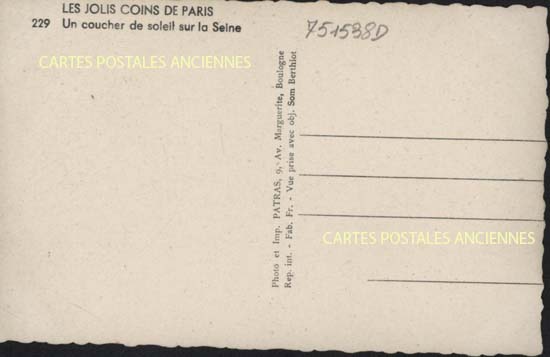 LES JOLIS COINS DE PARIS
229 Un coucher de soleil sur la Seine
751538D
CARTES POSTALES ANCIENNES
Photo et Imp. PATRAS, 9, Av. Marguerite, Boulogne
Rep. int. - Fab. Fr. - Vue prise avec obj. Som Berthiot
CARTES POSTALES ANCIENNES